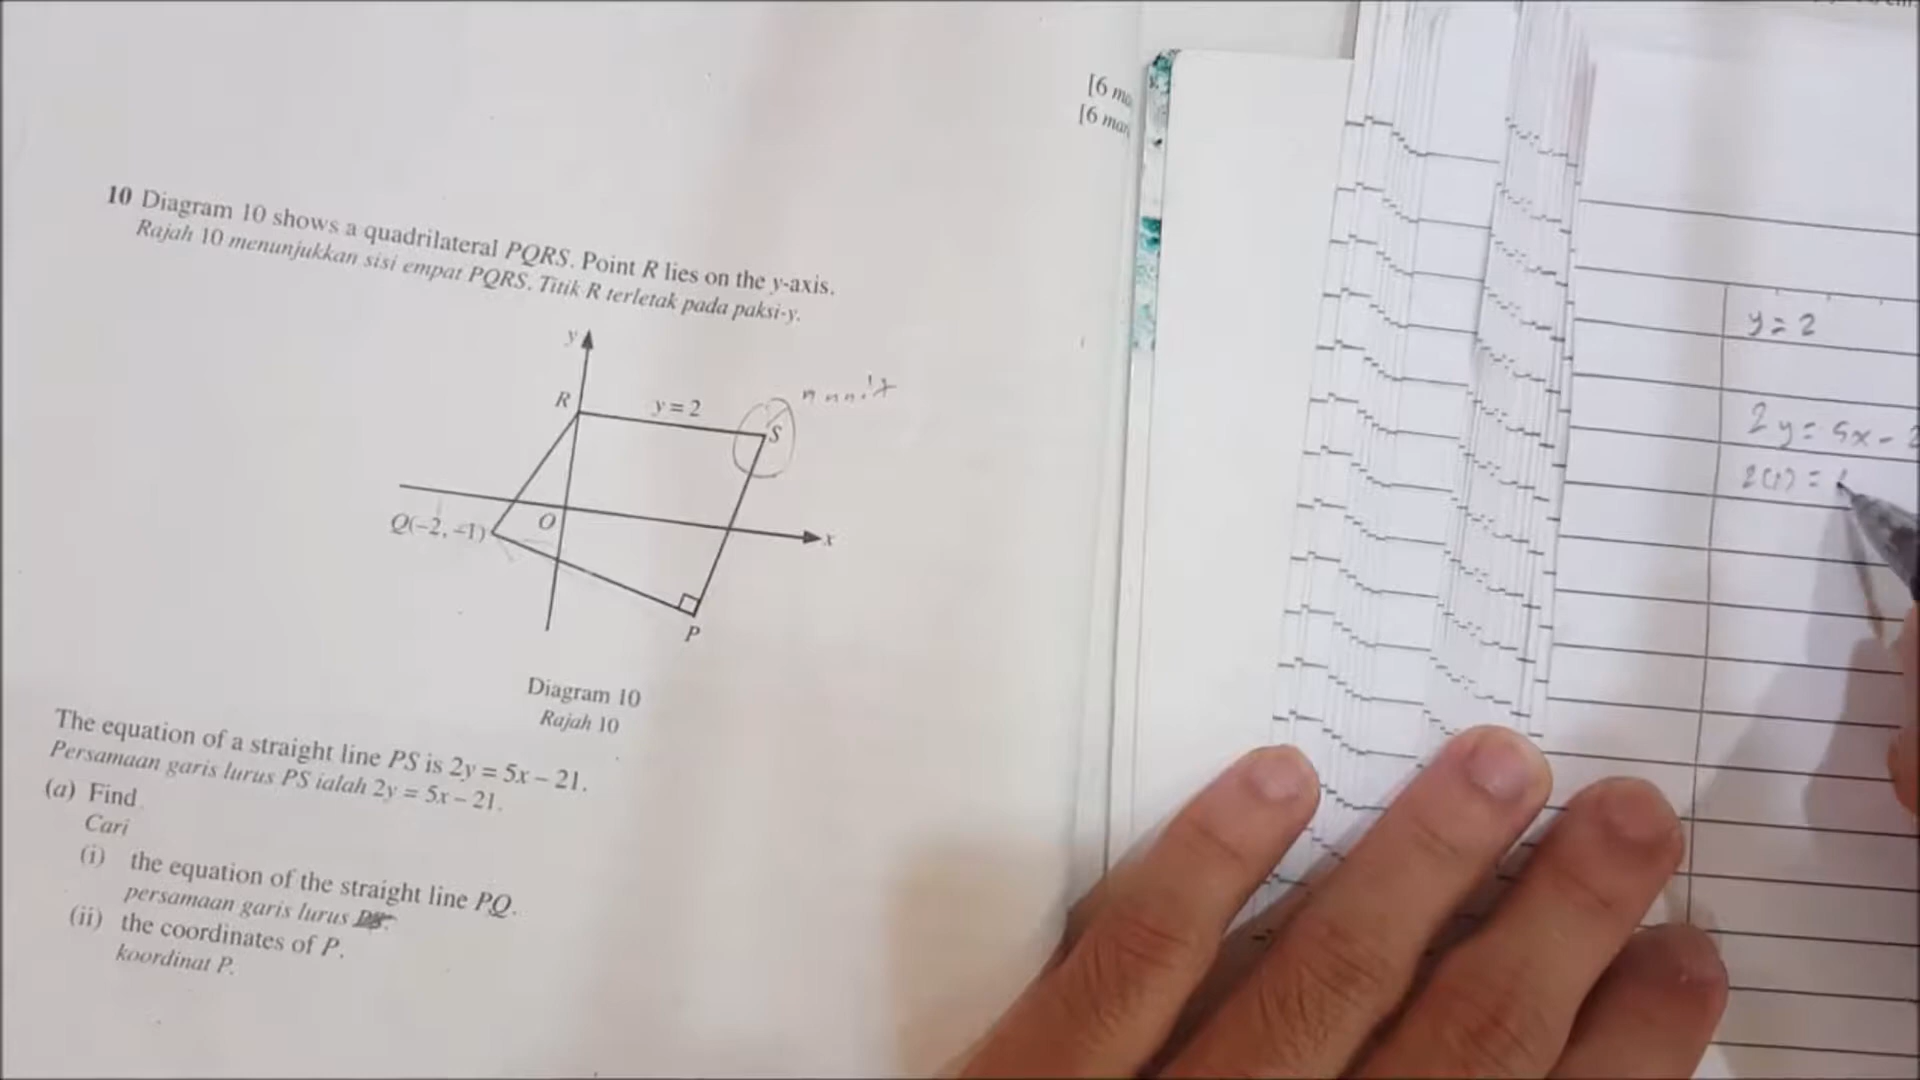 [6 ma
[6 mar
10 Diagram 10 shows a quadrilateral PQRS. Point R lies on the y-axis.
Rajah 10 menunjukkan sisi empat PQRS. Titik R terletak pada paksi-y.
y
R
y = 2
S
Q(−2, −1)
O
x
P
Diagram 10
Rajah 10
The equation of a straight line PS is 2y = 5x – 21.
Persamaan garis lurus PS ialah 2y = 5x – 21.
(a) Find
Cari
(i) the equation of the straight line PQ.
persamaan garis lurus
(ii) the coordinates of P.
koordinat P.
y = 2
2y = 5x - 2